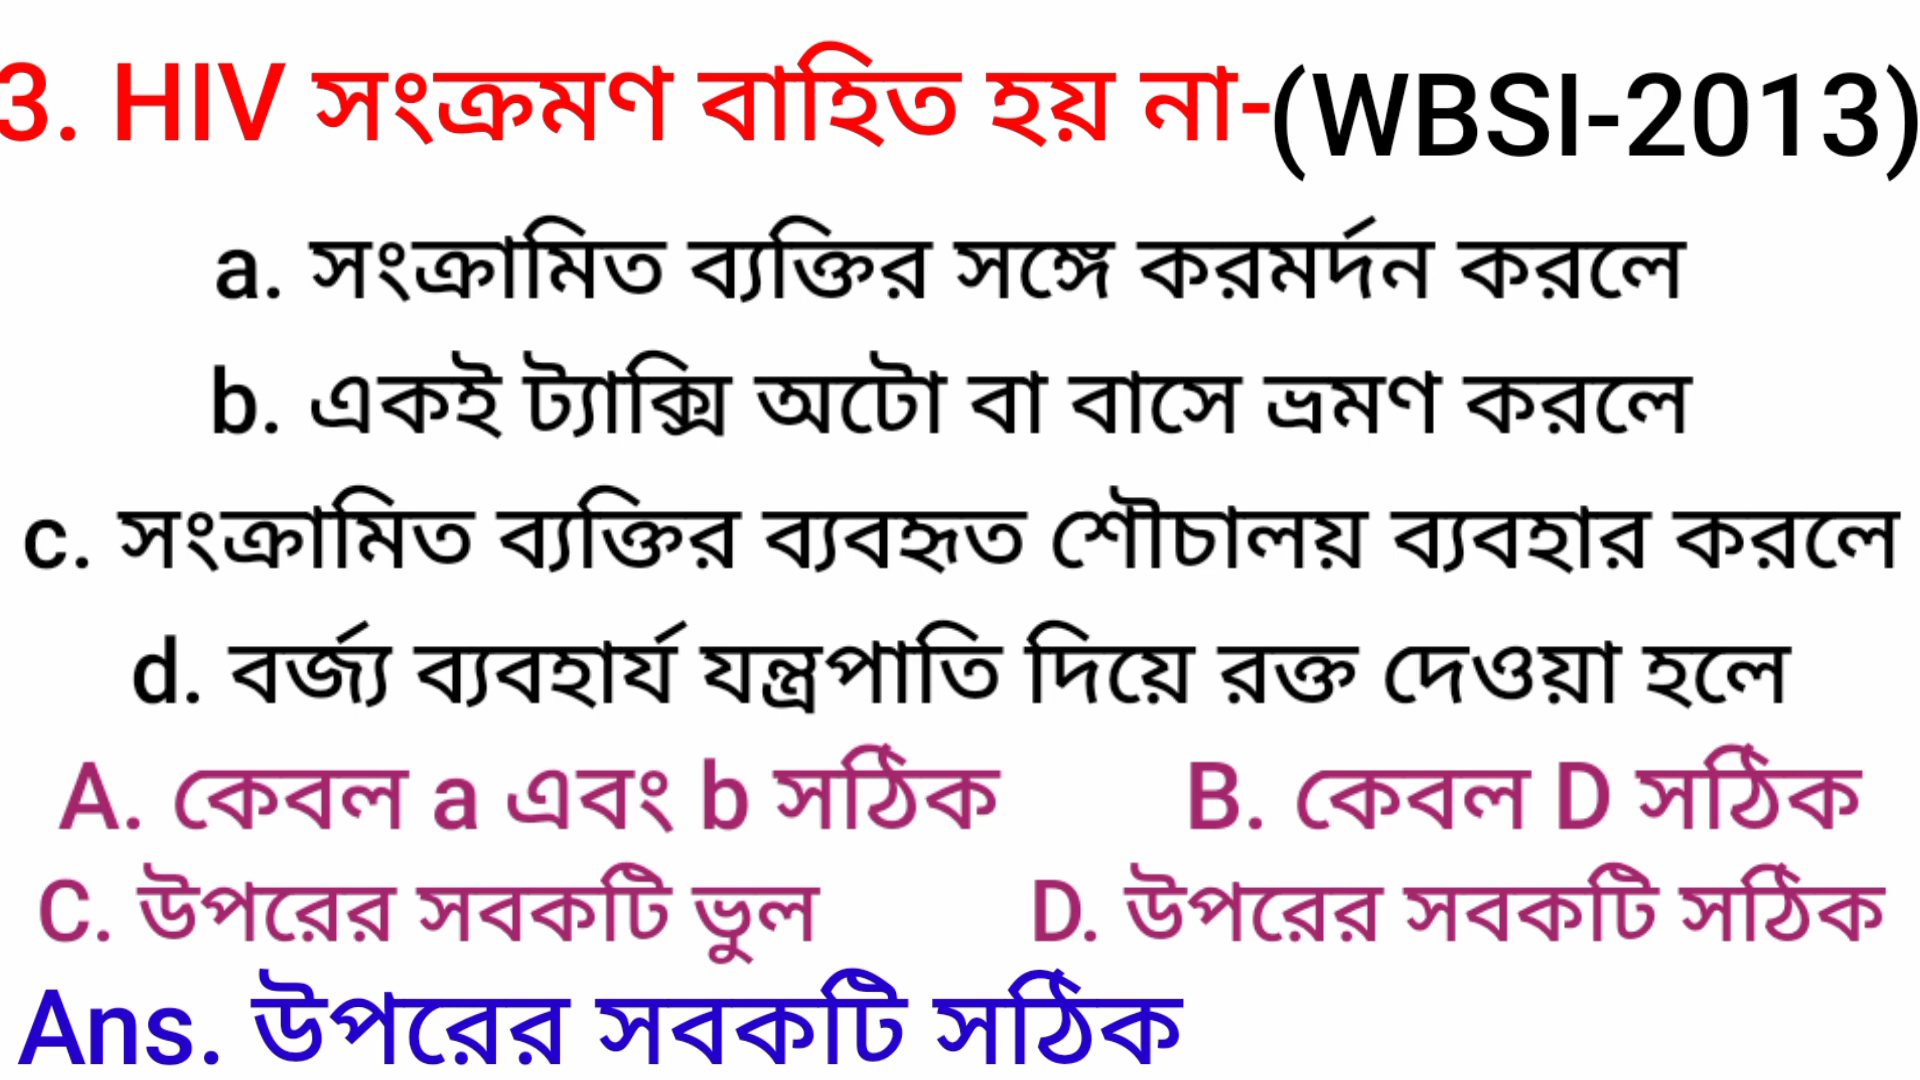 3. HIV সংক্রমণ বাহিত হয় না-(WBSI-2013)
a. সংক্রামিত ব্যক্তির সঙ্গে করমর্দন করলে
b. একই ট্যাক্সি অটো বা বাসে ভ্রমণ করলে
c. সংক্রামিত ব্যক্তির ব্যবহৃত শৌচালয় ব্যবহার করলে
d. বর্জ্য ব্যবহার্য যন্ত্রপাতি দিয়ে রক্ত দেওয়া হলে
A. কেবল a এবং b সঠিক B. কেবল D সঠিক
C. উপরের সবকটি ভুল D. উপরের সবকটি সঠিক
Ans. উপরের সবকটি সঠিক